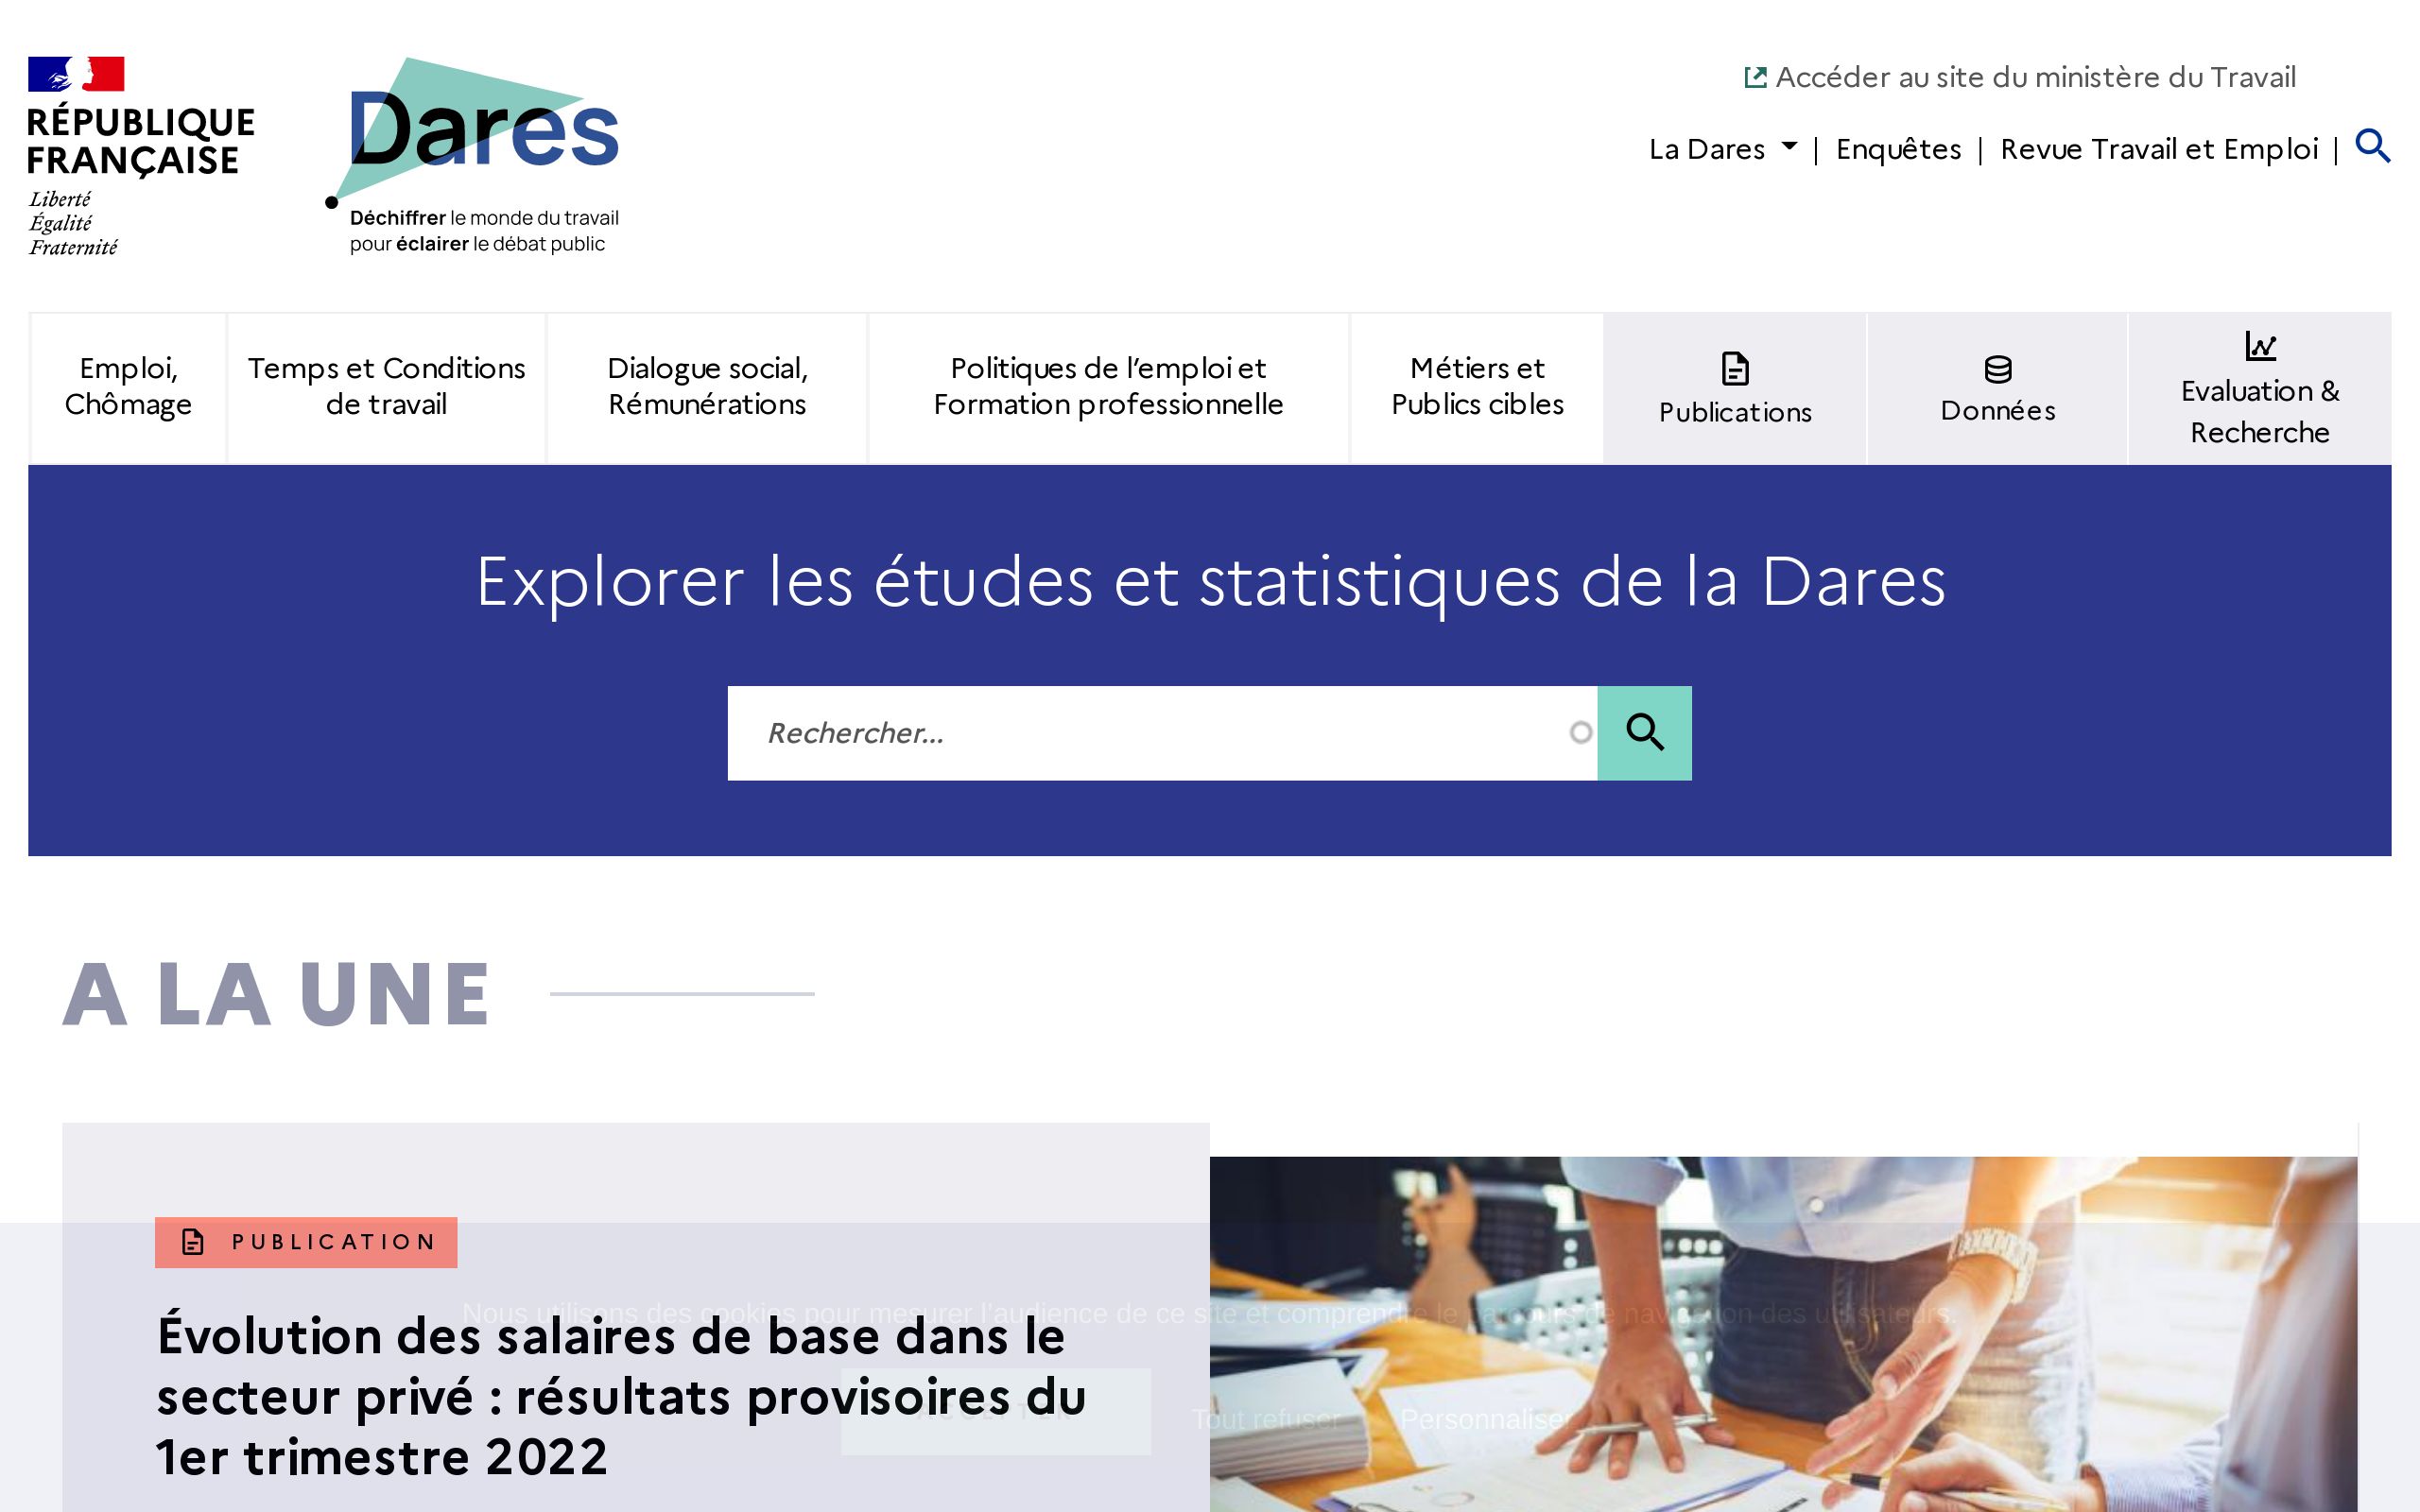 RÉPUBLIQUE
FRANÇAISE
Liberté
Égalité
Fraternité
Dares
Déchiffrer le monde du travail
pour éclairer le débat public
Accéder au site du ministère du Travail
La Dares | Enquêtes | Revue Travail et Emploi |
Emploi,
Chômage
Temps et Conditions
de travail
Dialogue social,
Rémunérations
Politiques de l’emploi et
Formation professionnelle
Métiers et
Publics cibles
Publications
Données
Evaluation &
Recherche
Explorer les études et statistiques de la Dares
Rechercher...
A LA UNE
PUBLICATION
Nous utilisons des cookies pour mesurer l'audience de ce site et comprendre le parcours de navigation des utilisateurs.
Évolution des salaires de base dans le
secteur privé : résultats provisoires du
1er trimestre 2022
Tout refuser
Personnaliser